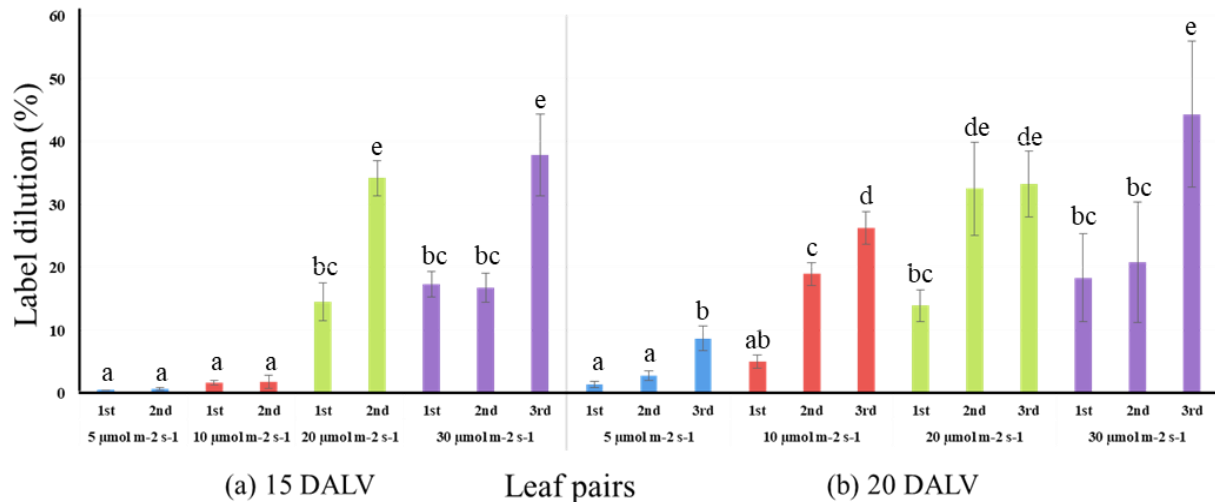 Label dilution (%)
60
50
40
30
20
10
0
a a a a bc e bc bc e a a b ab c d bc de de bc bc e
1st 2nd 1st 2nd 1st 2nd 1st 2nd 3rd 1st 2nd 3rd 1st 2nd 3rd 1st 2nd 3rd 1st 2nd 3rd
5 µmol m-2 s-1 10 µmol m-2 s-1 20 µmol m-2 s-1 30 µmol m-2 s-1 5 µmol m-2 s-1 10 µmol m-2 s-1 20 µmol m-2 s-1 30 µmol m-2 s-1
(a) 15 DALV Leaf pairs (b) 20 DALV